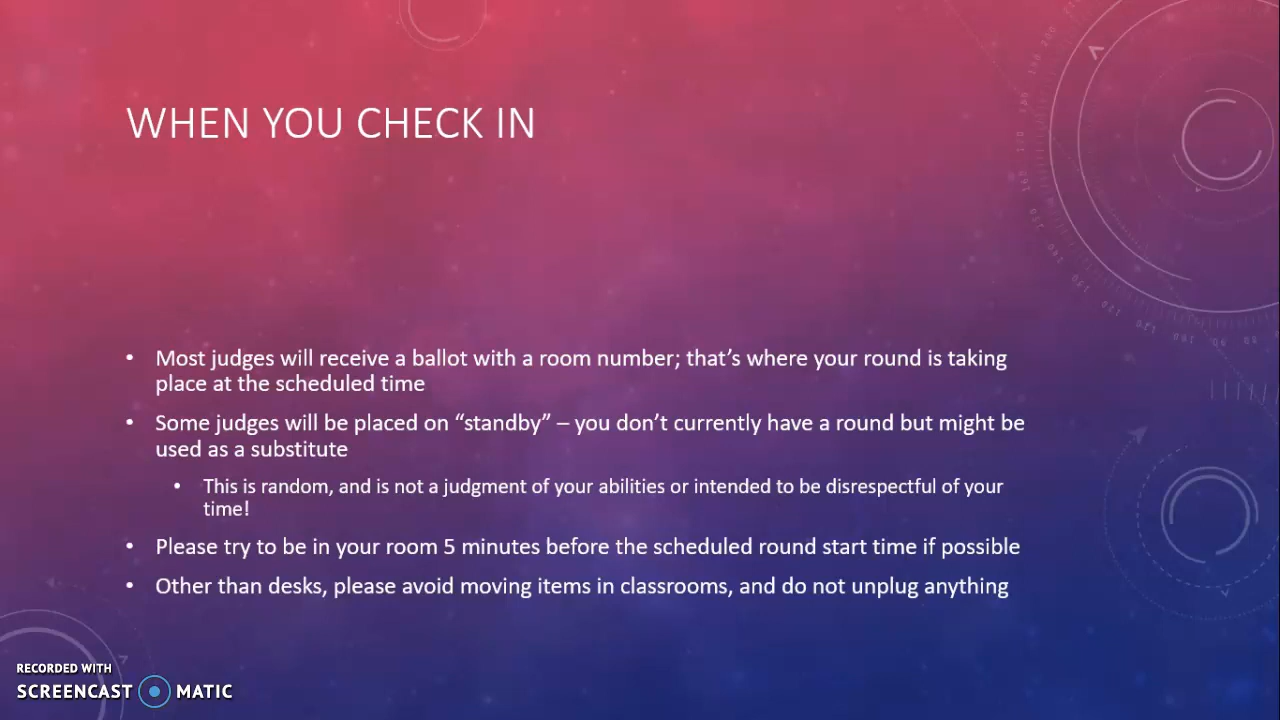 WHEN YOU CHECK IN
• Most judges will receive a ballot with a room number; that’s where your round is taking
place at the scheduled time
• Some judges will be placed on “standby” – you don’t currently have a round but might be
used as a substitute
• This is random, and is not a judgment of your abilities or intended to be disrespectful of your
time!
• Please try to be in your room 5 minutes before the scheduled round start time if possible
• Other than desks, please avoid moving items in classrooms, and do not unplug anything
RECORDED WITH
SCREENCAST MATIC